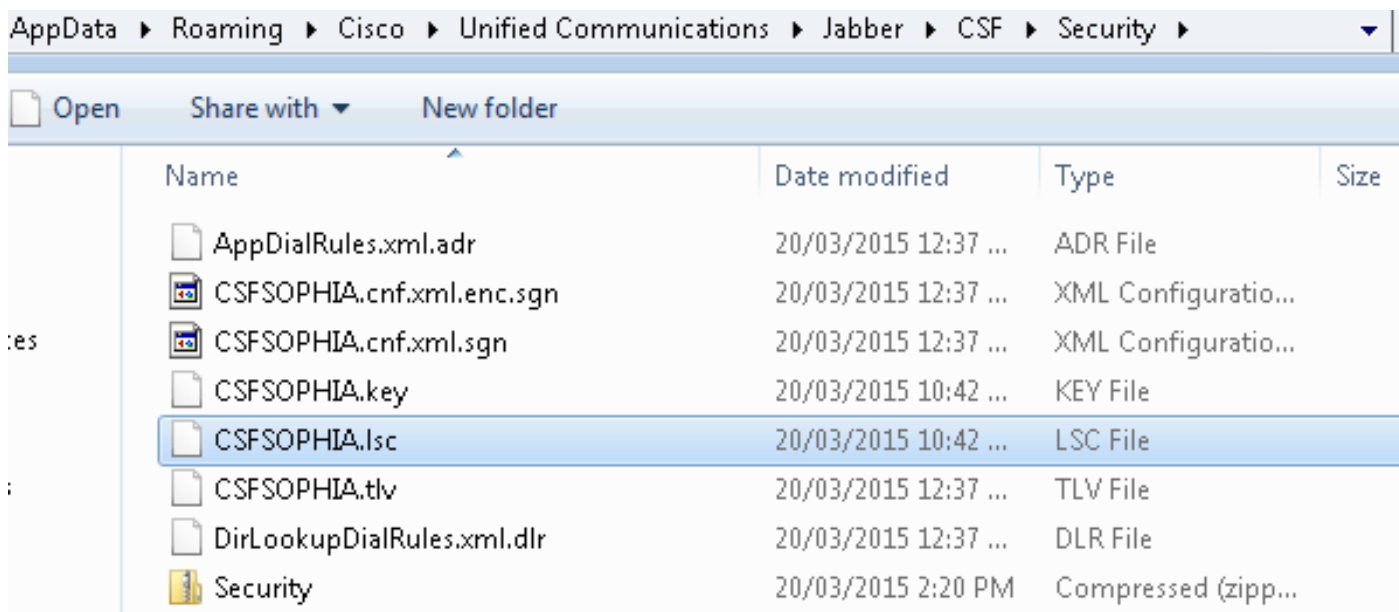 AppData ▸ Roaming ▸ Cisco ▸ Unified Communications ▸ Jabber ▸ CSF ▸ Security ▸
Open Share with New folder
Name Date modified Type Size
AppDialRules.xml.adr 20/03/2015 12:37 ... ADR File
CSFSOPHIA.cnf.xml.enc.sgn 20/03/2015 12:37 ... XML Configuratio...
ces CSFSOPHIA.cnf.xml.sgn 20/03/2015 12:37 ... XML Configuratio...
CSFSOPHIA.key 20/03/2015 10:42 ... KEY File
CSFSOPHIA.lsc 20/03/2015 10:42 ... LSC File
CSFSOPHIA.tlv 20/03/2015 12:37 ... TLV File
DirLookupDialRules.xml.dlr 20/03/2015 12:37 ... DLR File
Security 20/03/2015 2:20 PM Compressed (zipp...